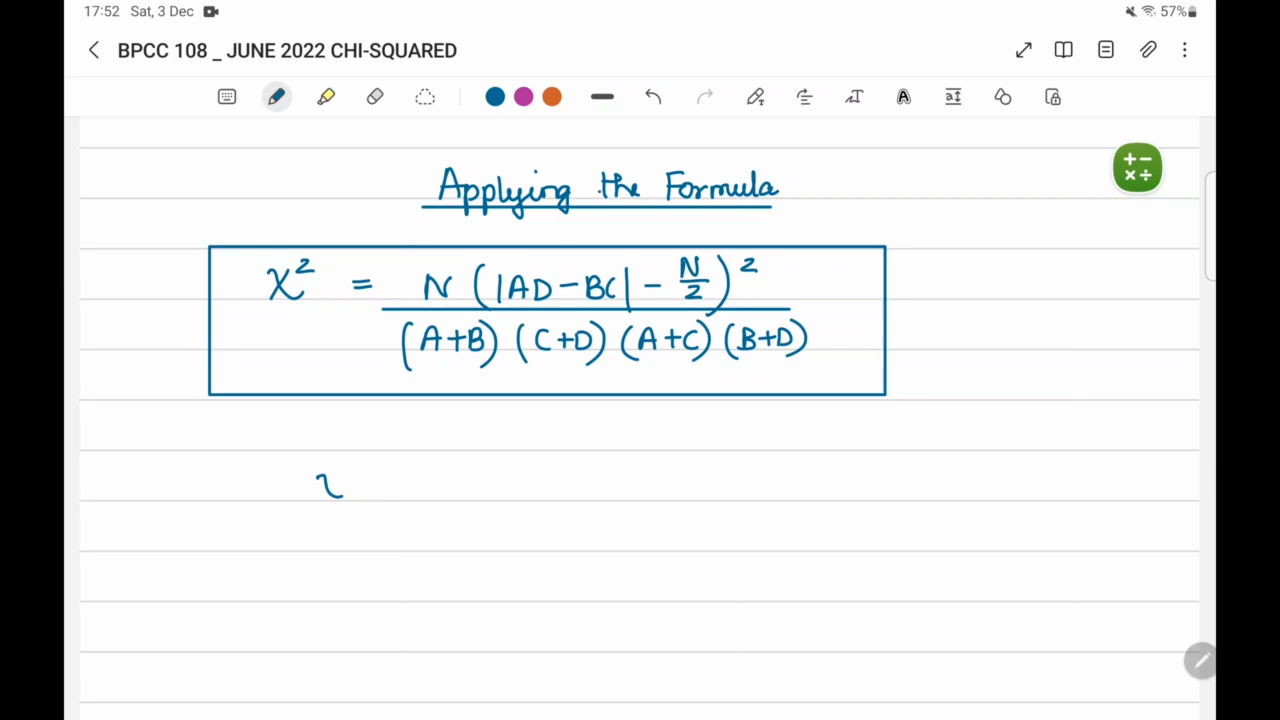 17:52 Sat, 3 Dec 57%
BPCC 108 _ JUNE 2022 CHI-SQUARED
Applying the Formula
χ² = N (|AD-BC| - N/2)²
(A+B) (C+D) (A+C) (B+D)